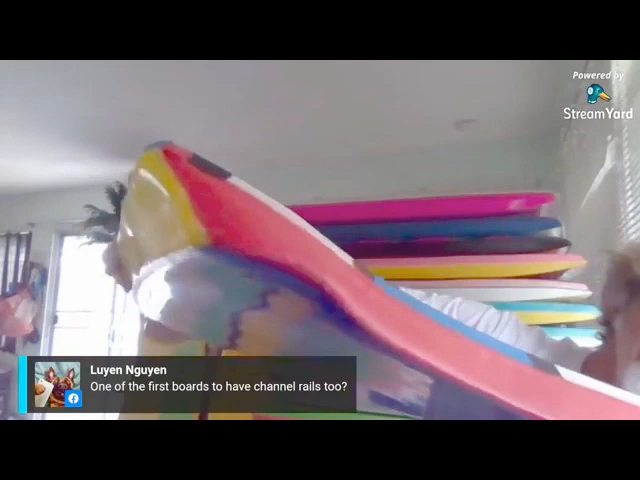 Powered by
StreamYard
Luyen Nguyen
One of the first boards to have channel rails too?